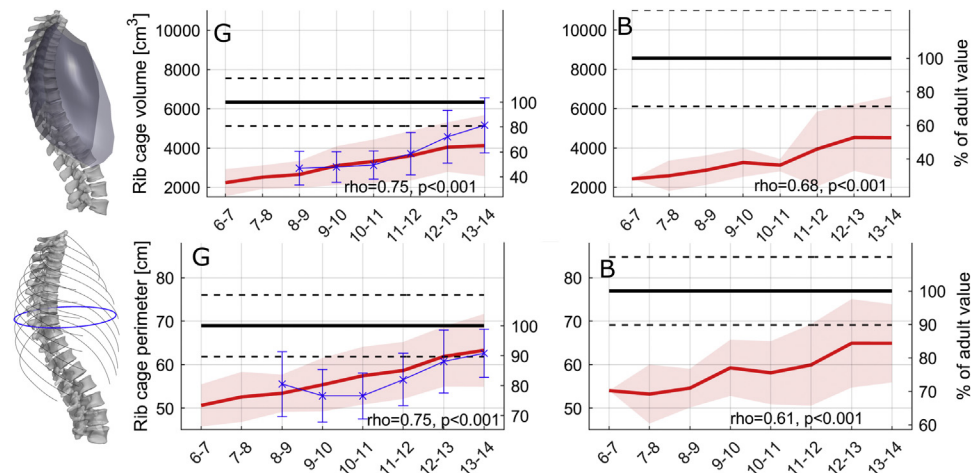 G
B
Rib cage volume [cm³]
10000
8000
6000
4000
2000
100
80
60
40
rho=0.75, p<0.001
6-7 7-8 8-9 9-10 10-11 11-12 12-13 13-14
10000
8000
6000
4000
2000
100
80
60
40
% of adult value
rho=0.68, p<0.001
6-7 7-8 8-9 9-10 10-11 11-12 12-13 13-14
G
B
Rib cage perimeter [cm]
80
70
60
50
100
90
80
70
rho=0.75, p<0.001
6-7 7-8 8-9 9-10 10-11 11-12 12-13 13-14
80
70
60
50
100
90
80
70
60
% of adult value
rho=0.61, p<0.001
6-7 7-8 8-9 9-10 10-11 11-12 12-13 13-14